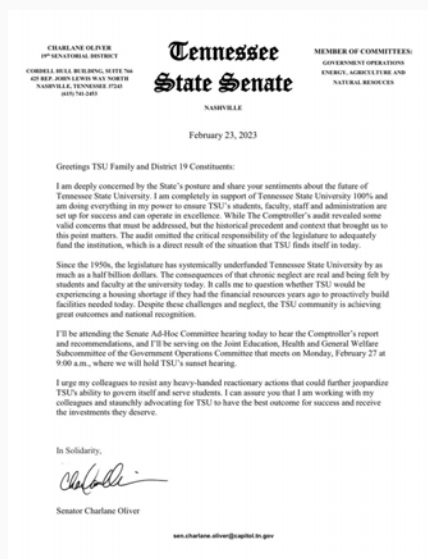 CHARLANE OLIVER
19TH SENATORIAL DISTRICT
CORDELL HULL BUILDING, SUITE 766
425 REP. JOHN LEWIS WAY NORTH
NASHVILLE, TENNESSEE 37243
(615) 741-2453
Tennessee
State Senate
NASHVILLE
MEMBER OF COMMITTEES:
GOVERNMENT OPERATIONS
ENERGY, AGRICULTURE AND
NATURAL RESOUCES
February 23, 2023
Greetings TSU Family and District 19 Constituents:
I am deeply concerned by the State's posture and share your sentiments about the future of
Tennessee State University. I am completely in support of Tennessee State University 100% and
am doing everything in my power to ensure TSU's students, faculty, staff and administration are
set up for success and can operate in excellence. While The Comptroller's audit revealed some
valid concerns that must be addressed, but the historical precedent and context that brought us to
this point matters. The audit omitted the critical responsibility of the legislature to adequately
fund the institution, which is a direct result of the situation that TSU finds itself in today.
Since the 1950s, the legislature has systemically underfunded Tennessee State University by as
much as a half billion dollars. The consequences of that chronic neglect are real and being felt by
students and faculty at the university today. It calls me to question whether TSU would be
experiencing a housing shortage if they had the financial resources years ago to proactively build
facilities needed today. Despite these challenges and neglect, the TSU community is achieving
great outcomes and national recognition.
I'll be attending the Senate Ad-Hoc Committee hearing today to hear the Comptroller's report
and recommendations, and I'll be serving on the Joint Education, Health and General Welfare
Subcommittee of the Government Operations Committee that meets on Monday, February 27 at
9:00 a.m., where we will hold TSU's sunset hearing.
I urge my colleagues to resist any heavy-handed reactionary actions that could further jeopardize
TSU's ability to govern itself and serve students. I can assure you that I am working with my
colleagues and staunchly advocating for TSU to have the best outcome for success and receive
the investments they deserve.
In Solidarity,
Senator Charlane Oliver
sen.charlane.oliver@capitol.tn.gov